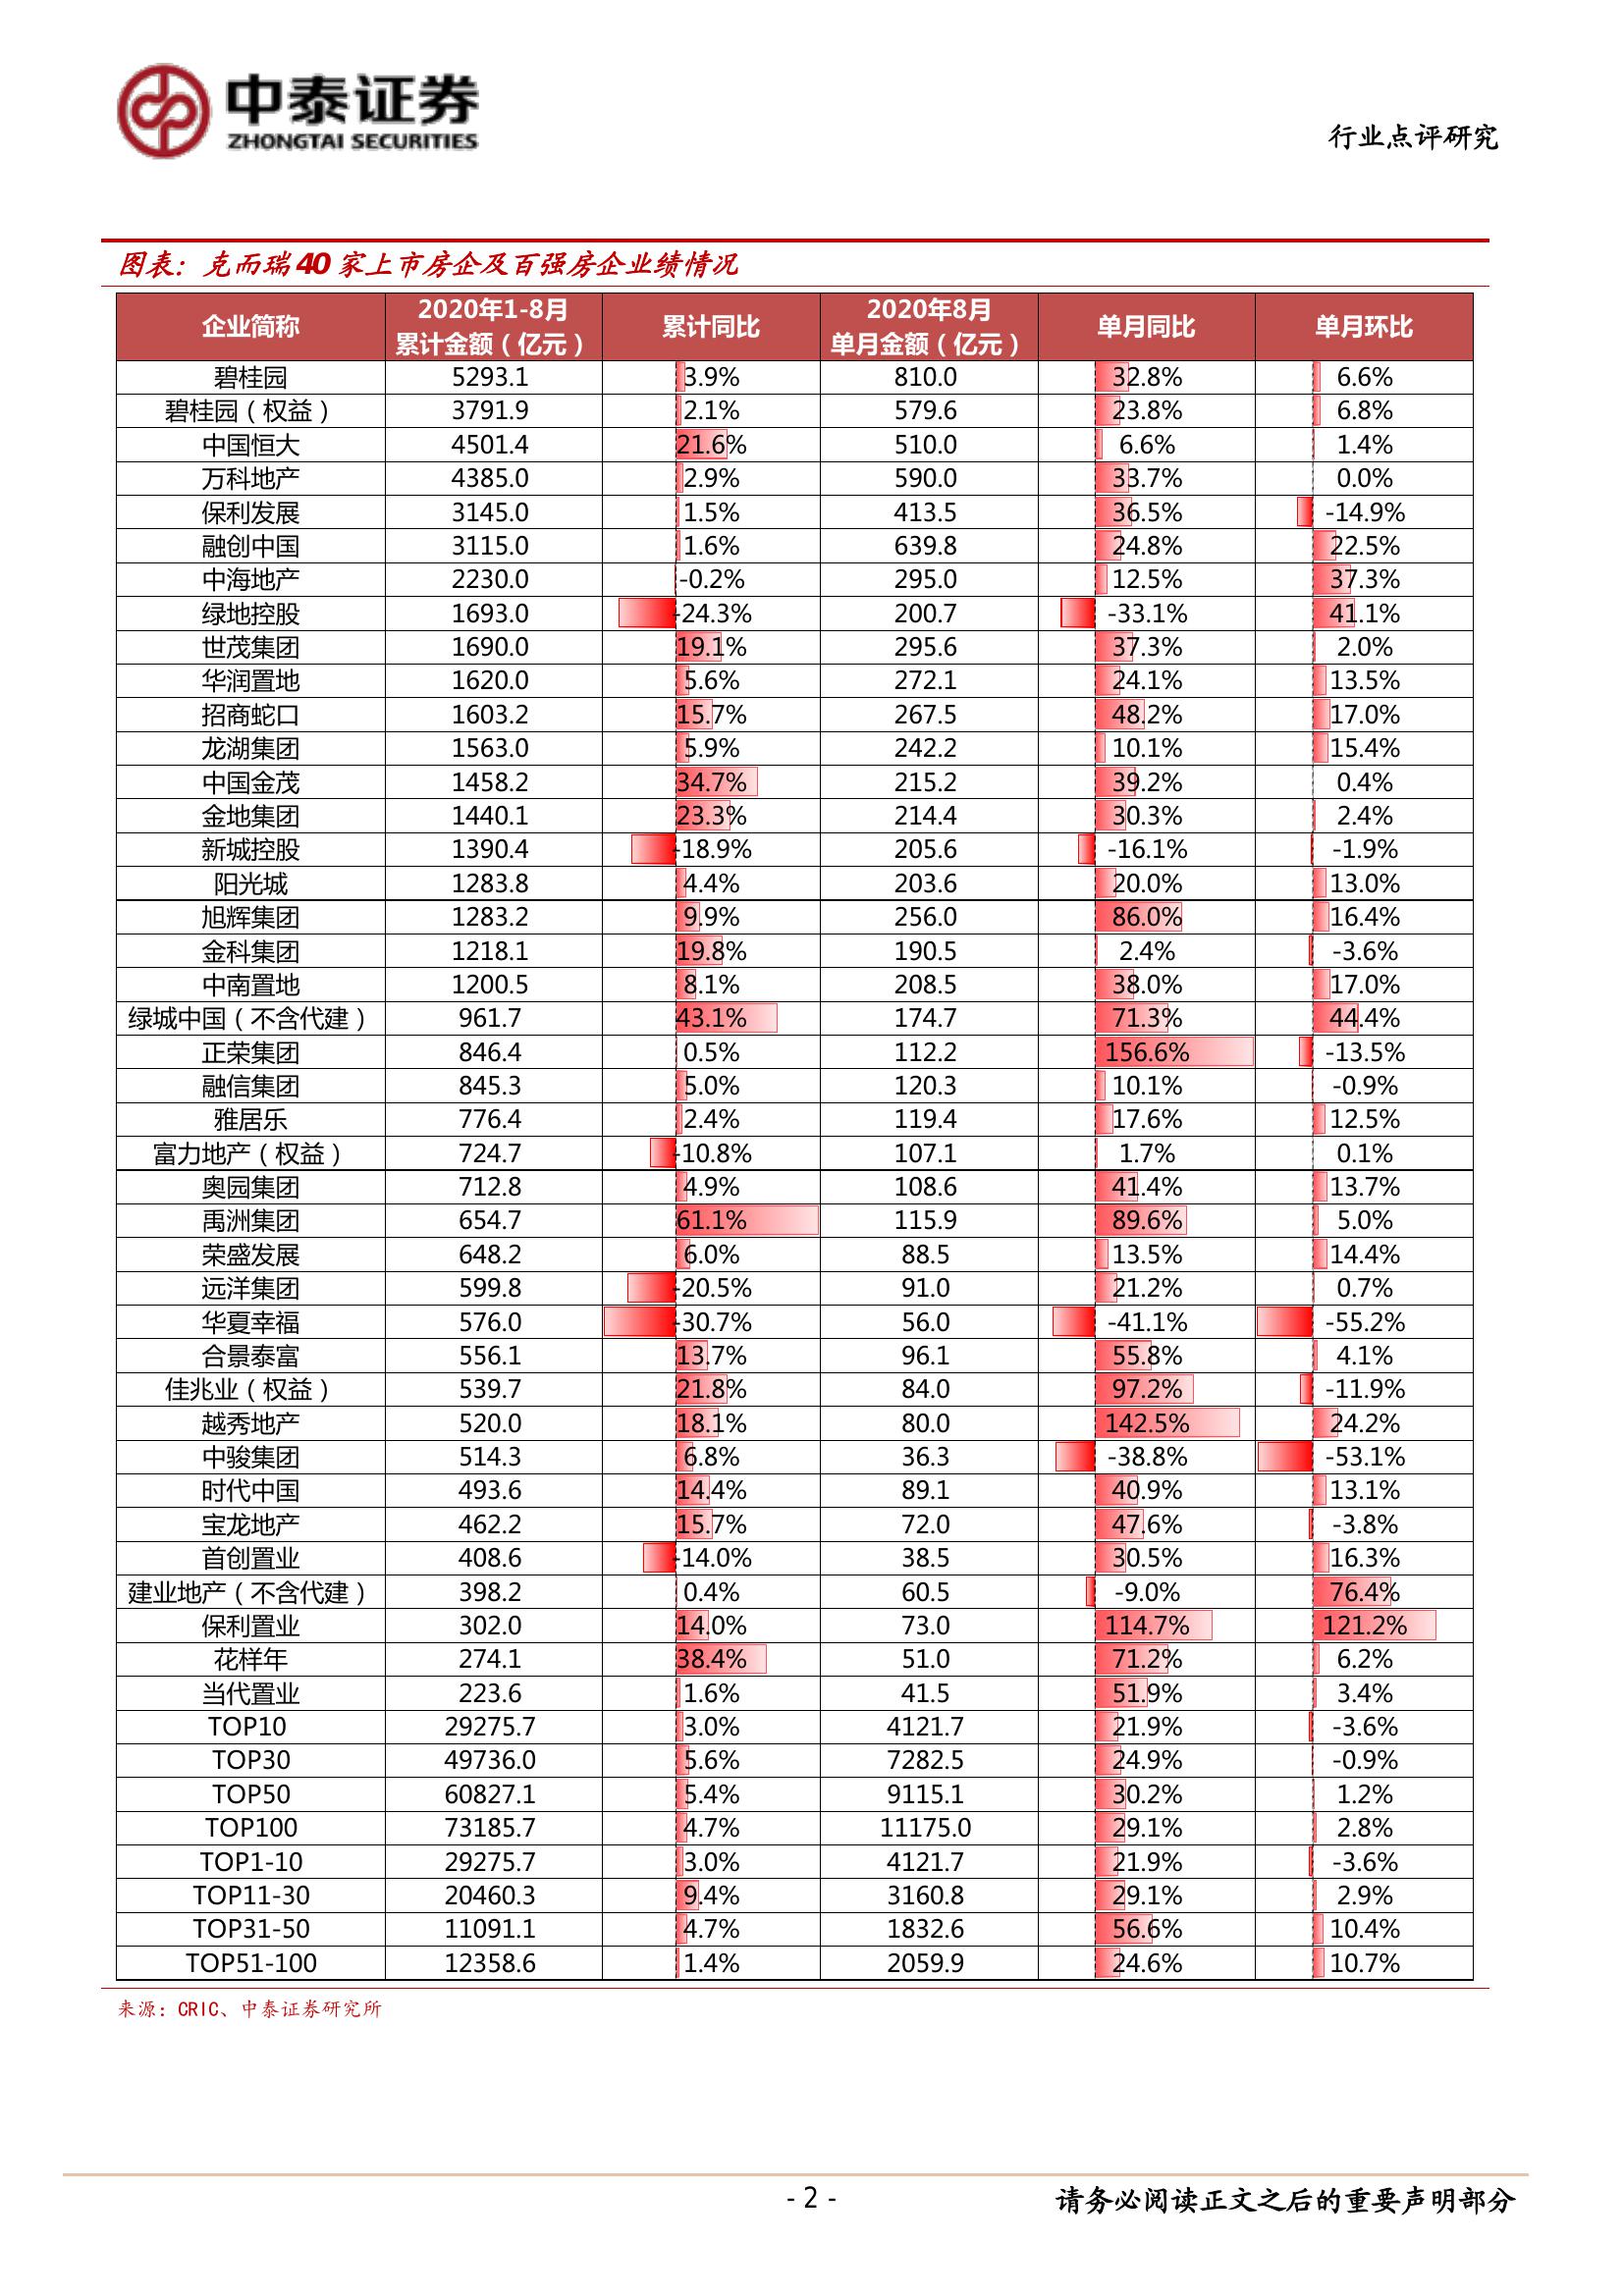 中泰证券
ZHONGTAI SECURITIES
行业点评研究
图表：克而瑞40 家上市房企及百强房企业绩情况
企业简称 2020年1-8月 累计金额（亿元） 累计同比 2020年8月 单月金额（亿元） 单月同比 单月环比
碧桂园 5293.1 3.9% 810.0 32.8% 6.6%
碧桂园（权益） 3791.9 2.1% 579.6 23.8% 6.8%
中国恒大 4501.4 21.6% 510.0 6.6% 1.4%
万科地产 4385.0 2.9% 590.0 33.7% 0.0%
保利发展 3145.0 1.5% 413.5 36.5% -14.9%
融创中国 3115.0 1.6% 639.8 24.8% 22.5%
中海地产 2230.0 -0.2% 295.0 12.5% 37.3%
绿地控股 1693.0 -24.3% 200.7 -33.1% 41.1%
世茂集团 1690.0 19.1% 295.6 37.3% 2.0%
华润置地 1620.0 5.6% 272.1 24.1% 13.5%
招商蛇口 1603.2 15.7% 267.5 48.2% 17.0%
龙湖集团 1563.0 5.9% 242.2 10.1% 15.4%
中国金茂 1458.2 34.7% 215.2 39.2% 0.4%
金地集团 1440.1 23.3% 214.4 30.3% 2.4%
新城控股 1390.4 -18.9% 205.6 -16.1% -1.9%
阳光城 1283.8 4.4% 203.6 20.0% 13.0%
旭辉集团 1283.2 9.9% 256.0 86.0% 16.4%
金科集团 1218.1 19.8% 190.5 2.4% -3.6%
中南置地 1200.5 8.1% 208.5 38.0% 17.0%
绿城中国（不含代建） 961.7 43.1% 174.7 71.3% 44.4%
正荣集团 846.4 0.5% 112.2 156.6% -13.5%
融信集团 845.3 5.0% 120.3 10.1% -0.9%
雅居乐 776.4 2.4% 119.4 17.6% 12.5%
富力地产（权益） 724.7 -10.8% 107.1 1.7% 0.1%
奥园集团 712.8 4.9% 108.6 41.4% 13.7%
禹洲集团 654.7 61.1% 115.9 89.6% 5.0%
荣盛发展 648.2 6.0% 88.5 13.5% 14.4%
远洋集团 599.8 -20.5% 91.0 21.2% 0.7%
华夏幸福 576.0 -30.7% 56.0 -41.1% -55.2%
合景泰富 556.1 13.7% 96.1 55.8% 4.1%
佳兆业（权益） 539.7 21.8% 84.0 97.2% -11.9%
越秀地产 520.0 18.1% 80.0 142.5% 24.2%
中骏集团 514.3 6.8% 36.3 -38.8% -53.1%
时代中国 493.6 14.4% 89.1 40.9% 13.1%
宝龙地产 462.2 15.7% 72.0 47.6% -3.8%
首创置业 408.6 -14.0% 38.5 30.5% 16.3%
建业地产（不含代建） 398.2 0.4% 60.5 -9.0% 76.4%
保利置业 302.0 14.0% 73.0 114.7% 121.2%
花样年 274.1 38.4% 51.0 71.2% 6.2%
当代置业 223.6 1.6% 41.5 51.9% 3.4%
TOP10 29275.7 3.0% 4121.7 21.9% -3.6%
TOP30 49736.0 5.6% 7282.5 24.9% -0.9%
TOP50 60827.1 5.4% 9115.1 30.2% 1.2%
TOP100 73185.7 4.7% 11175.0 29.1% 2.8%
TOP1-10 29275.7 3.0% 4121.7 21.9% -3.6%
TOP11-30 20460.3 9.4% 3160.8 29.1% 2.9%
TOP31-50 11091.1 4.7% 1832.6 56.6% 10.4%
TOP51-100 12358.6 1.4% 2059.9 24.6% 10.7%
来源：CRIC、中泰证券研究所
- 2 -
请务必阅读正文之后的重要声明部分